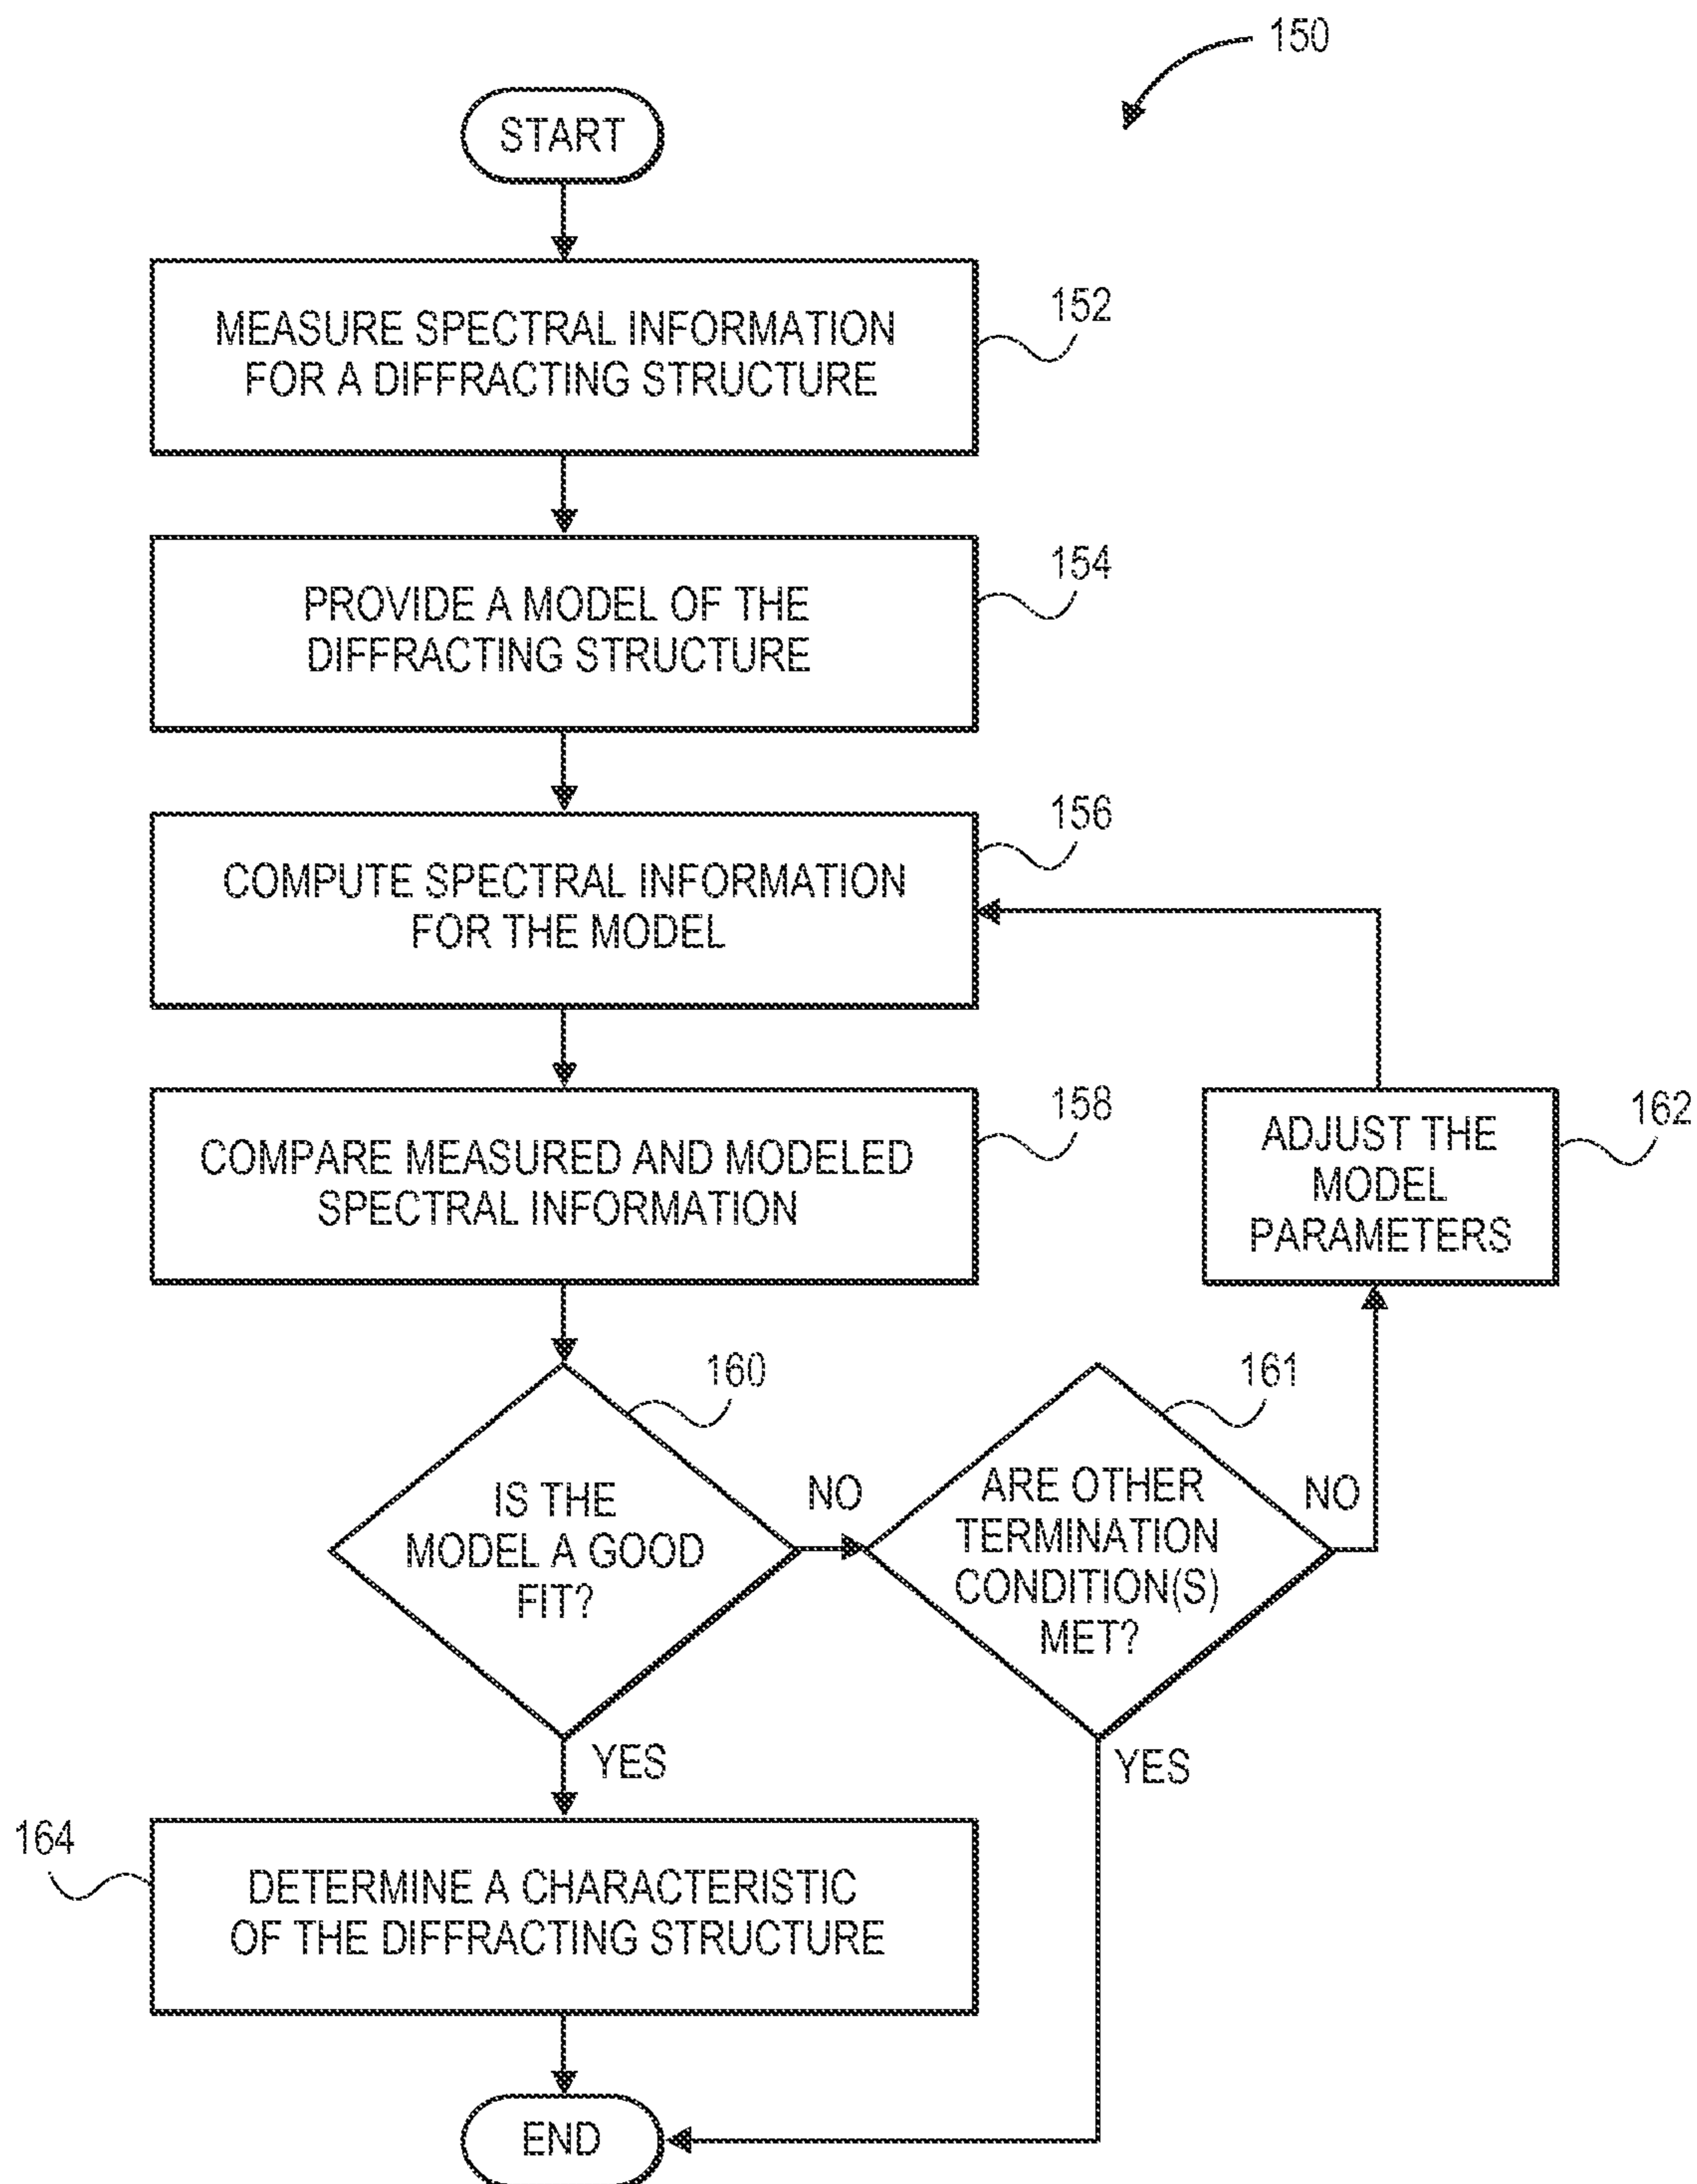 150
START
MEASURE SPECTRAL INFORMATION
FOR A DIFFRACTING STRUCTURE
152
PROVIDE A MODEL OF THE
DIFFRACTING STRUCTURE
154
COMPUTE SPECTRAL INFORMATION
FOR THE MODEL
156
COMPARE MEASURED AND MODELED
SPECTRAL INFORMATION
158
ADJUST THE
MODEL
PARAMETERS
162
IS THE
MODEL A GOOD
FIT?
160
NO
ARE OTHER
TERMINATION
CONDITION(S)
MET?
161
NO
YES
YES
164
DETERMINE A CHARACTERISTIC
OF THE DIFFRACTING STRUCTURE
END